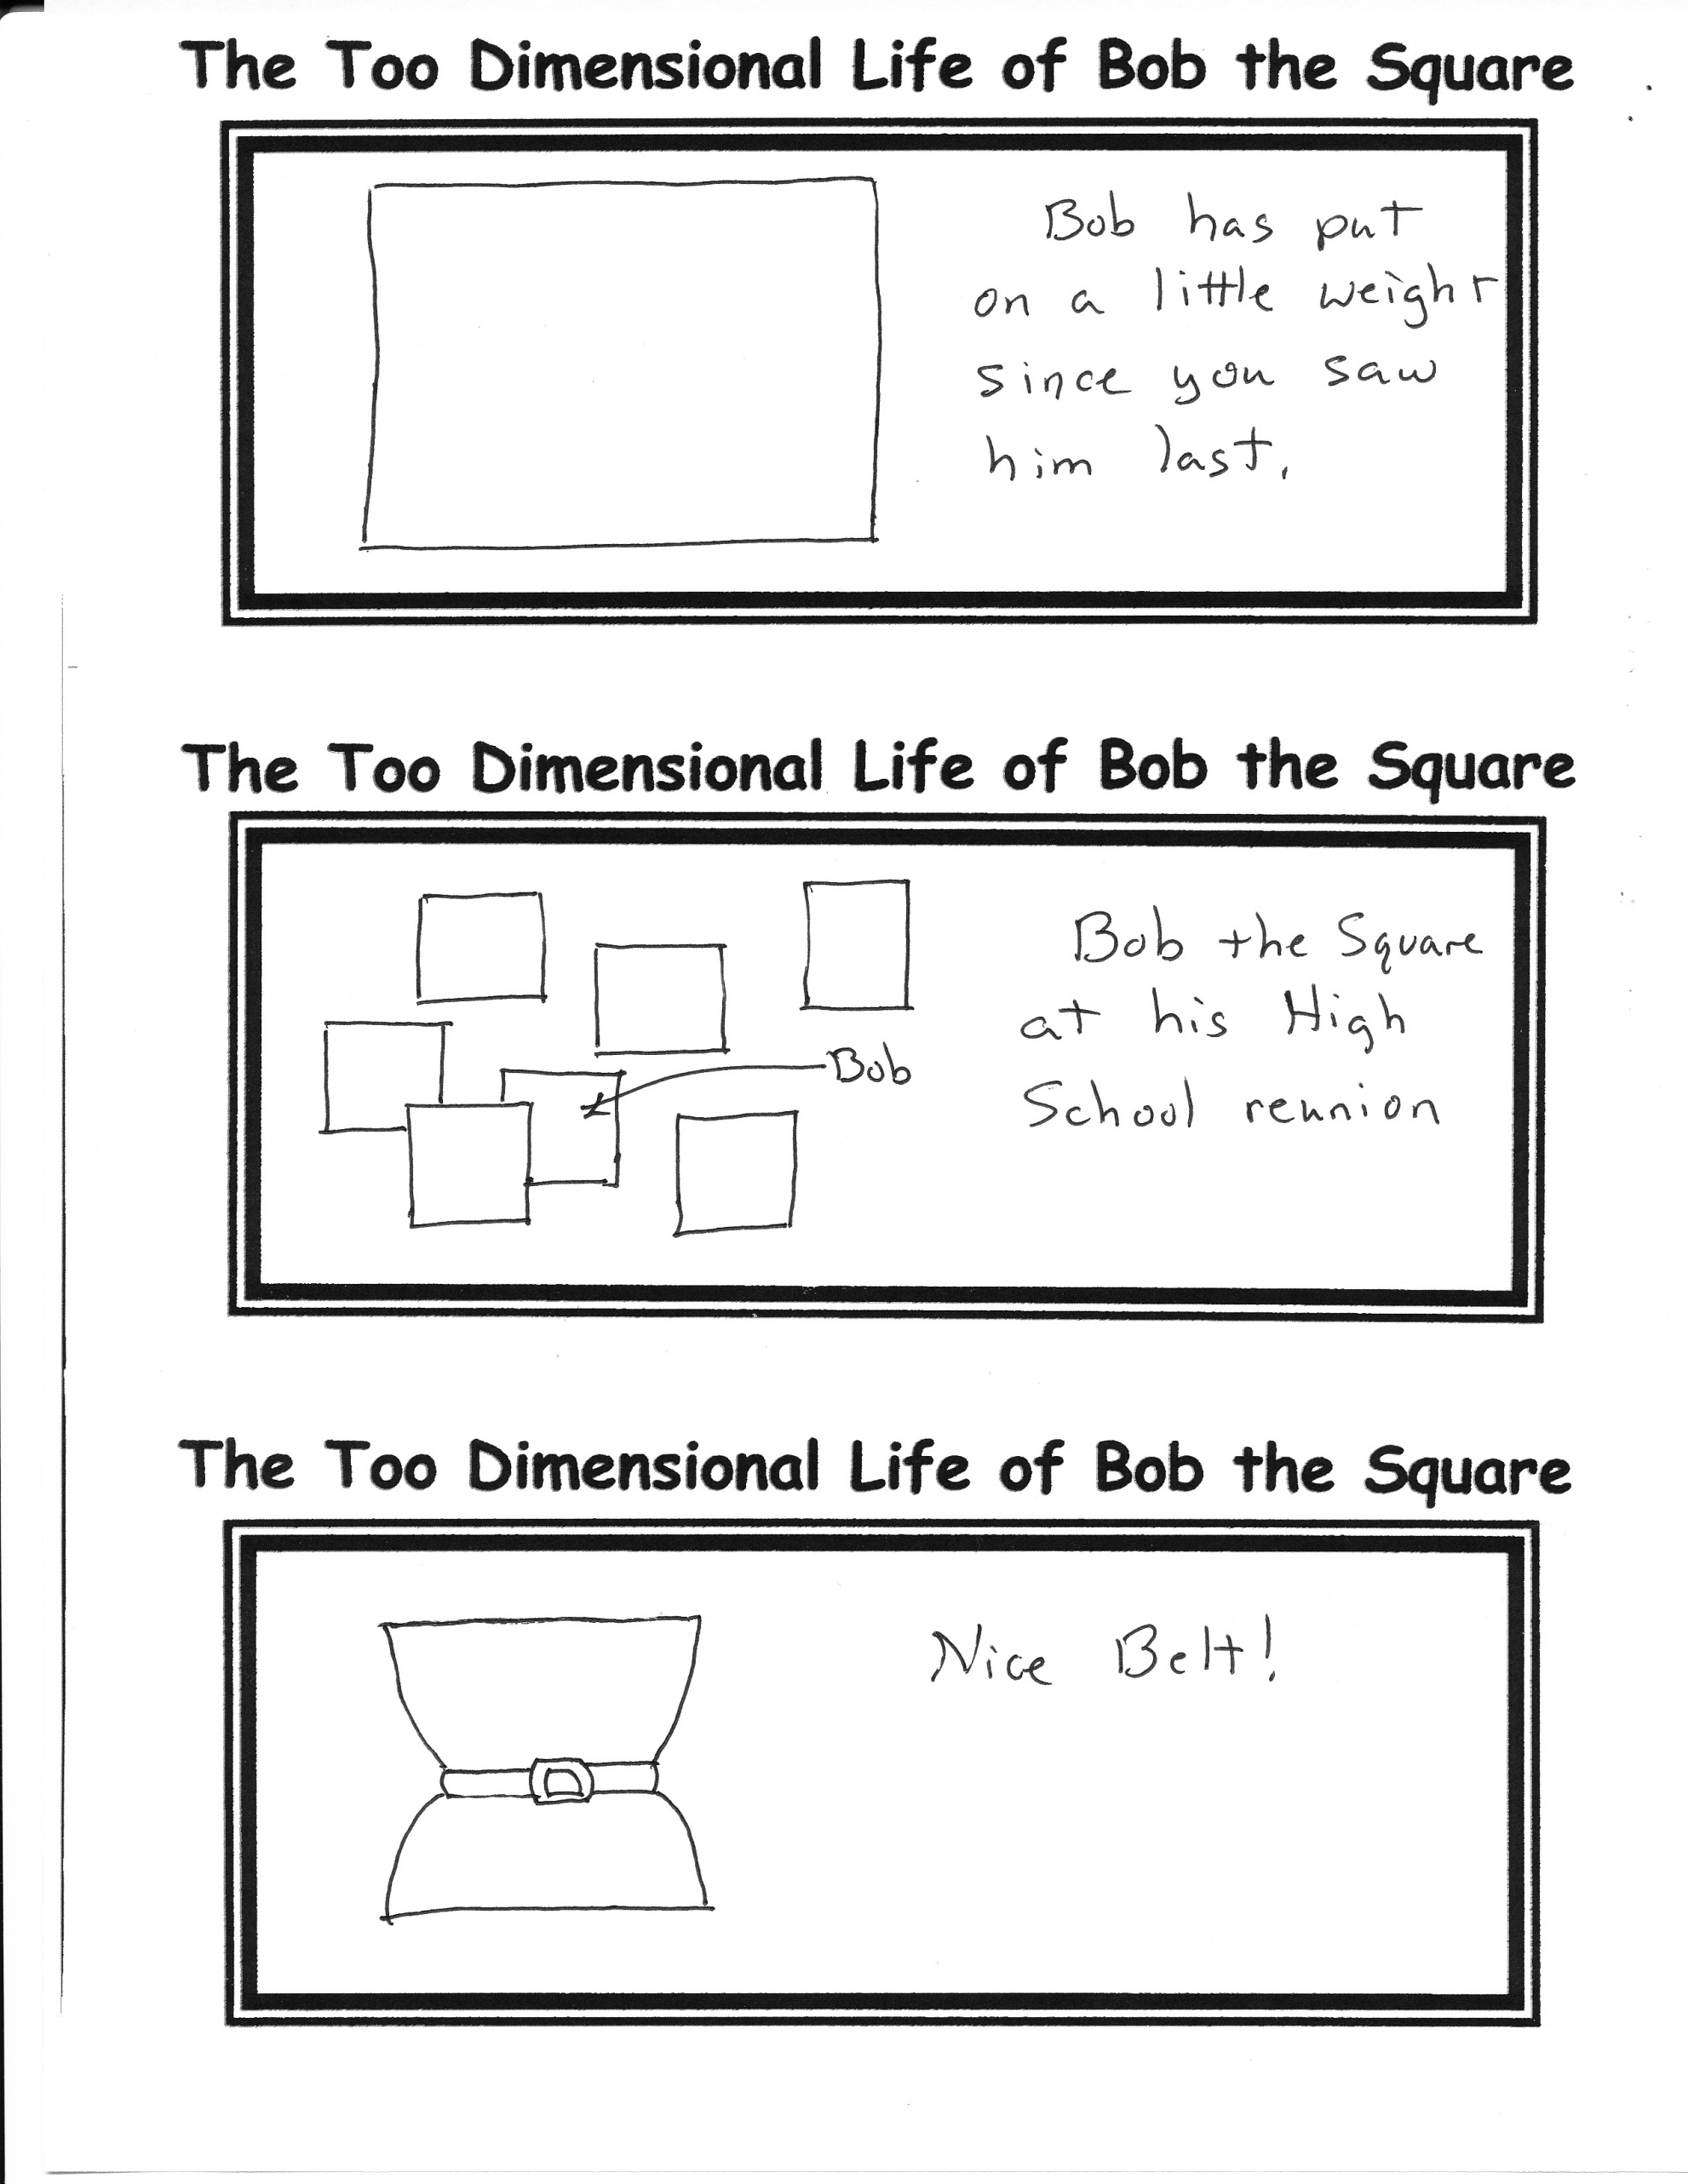 The Too Dimensional Life of Bob the Square
Bob has put
on a little weight
since you saw
him last.
The Too Dimensional Life of Bob the Square
Bob the Square
at his High
School reunion
Bob
The Too Dimensional Life of Bob the Square
Nice Belt!